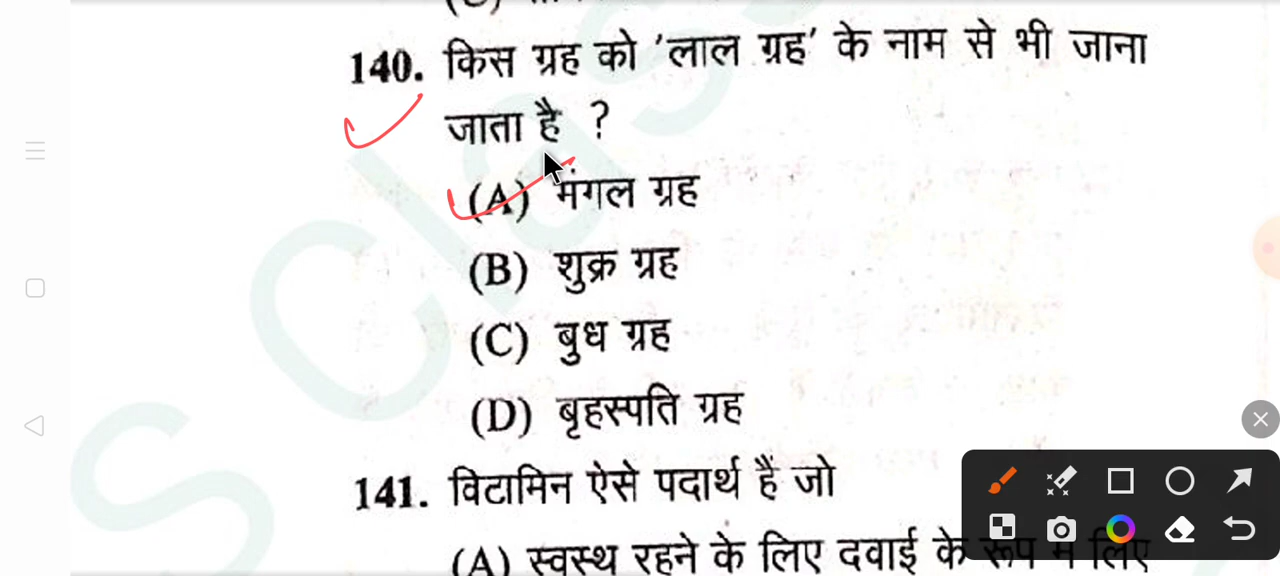 140. किस ग्रह को 'लाल ग्रह' के नाम से भी जाना
जाता है ?
(A) मंगल ग्रह
(B) शुक्र ग्रह
(C) बुध ग्रह
(D) बृहस्पति ग्रह
141. विटामिन ऐसे पदार्थ हैं जो
(A) स्वस्थ रहने के लिए दवाई के रूप में लिए